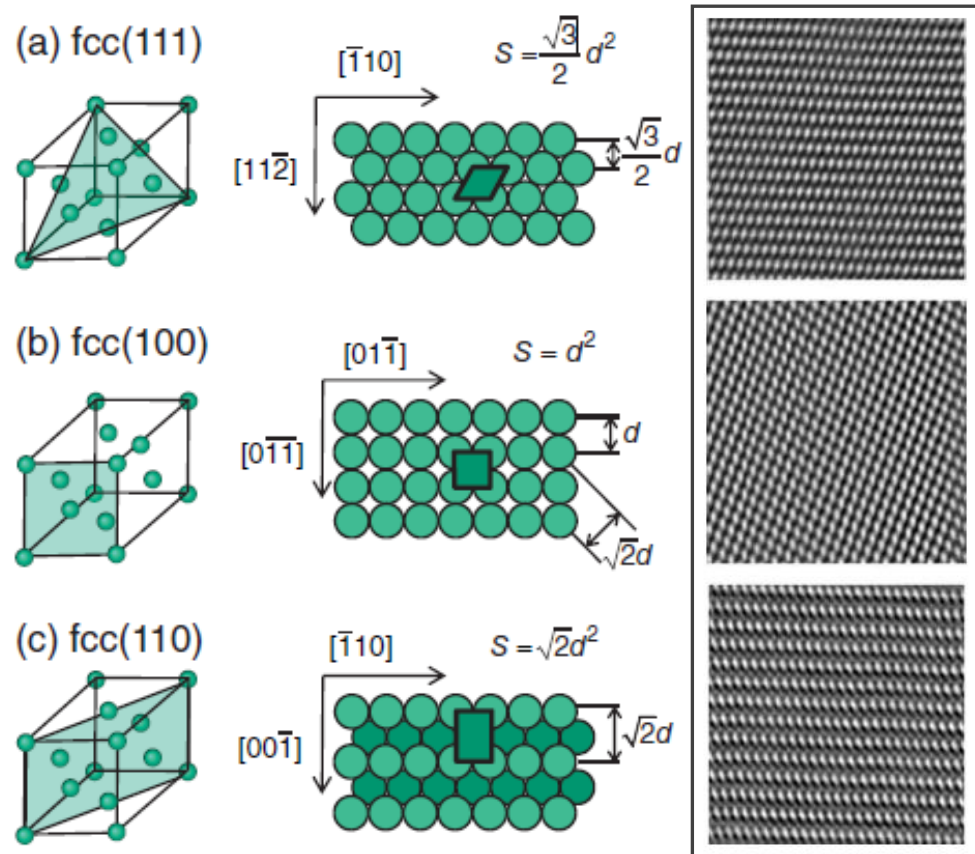 (a) fcc(111)
[1̅10]
S = √3/2 d²
[112̅]
√3/2 d
(b) fcc(100)
[011̅]
S = d²
[01̅1̅]
d
√2d
(c) fcc(110)
[1̅10]
S = √2d²
[001̅]
√2d